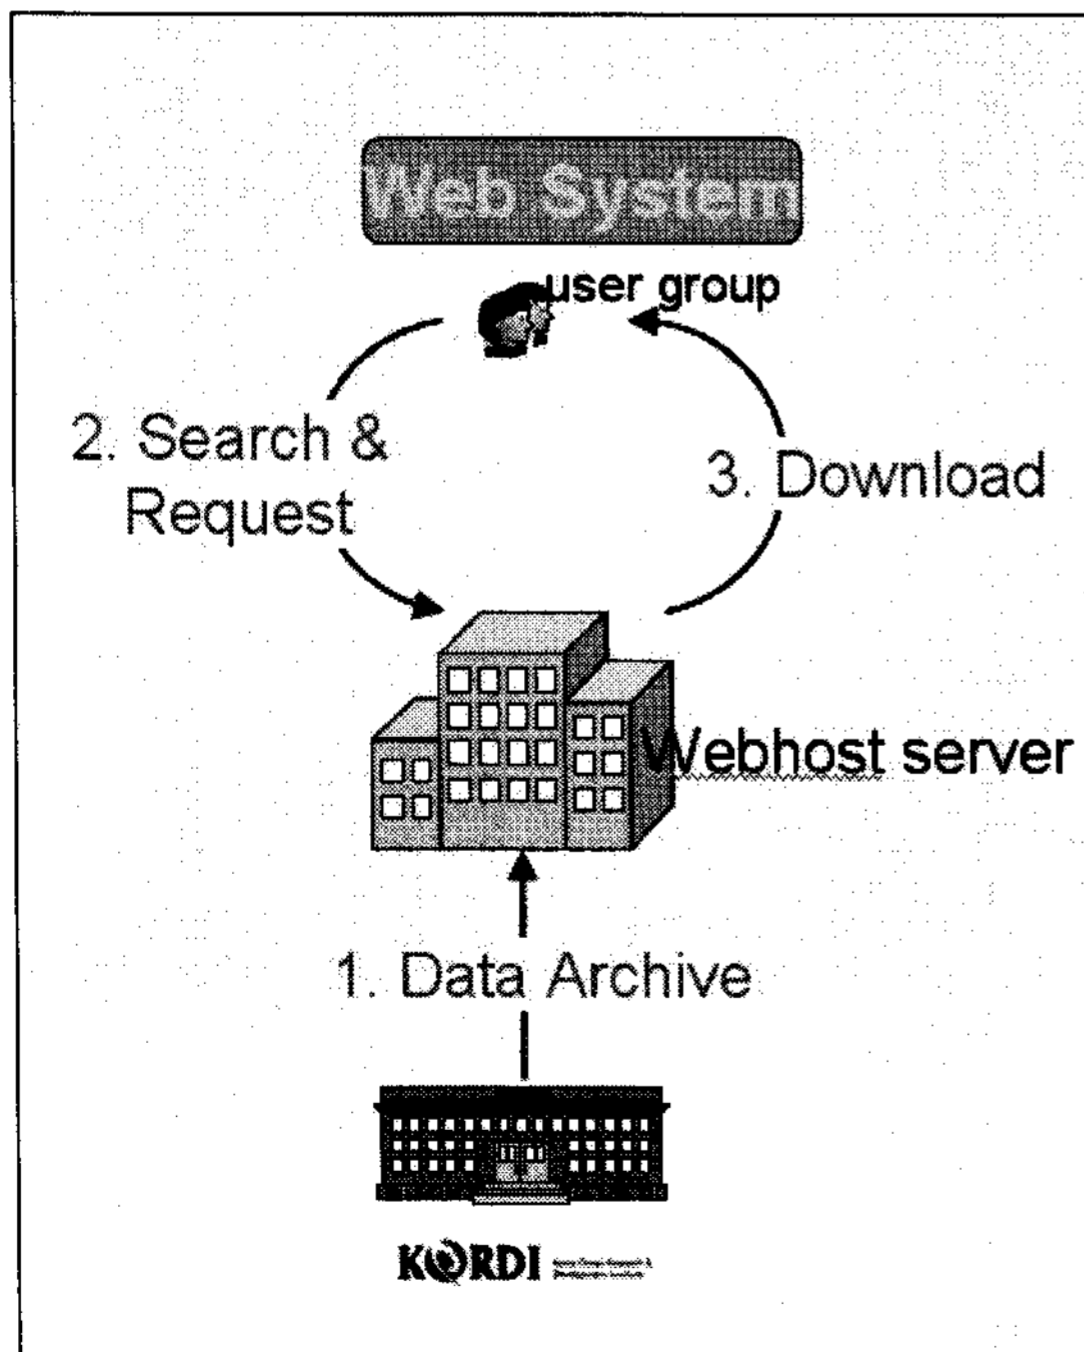 Web System
user group
2. Search &
Request
3. Download
Webhost server
1. Data Archive
KORDI